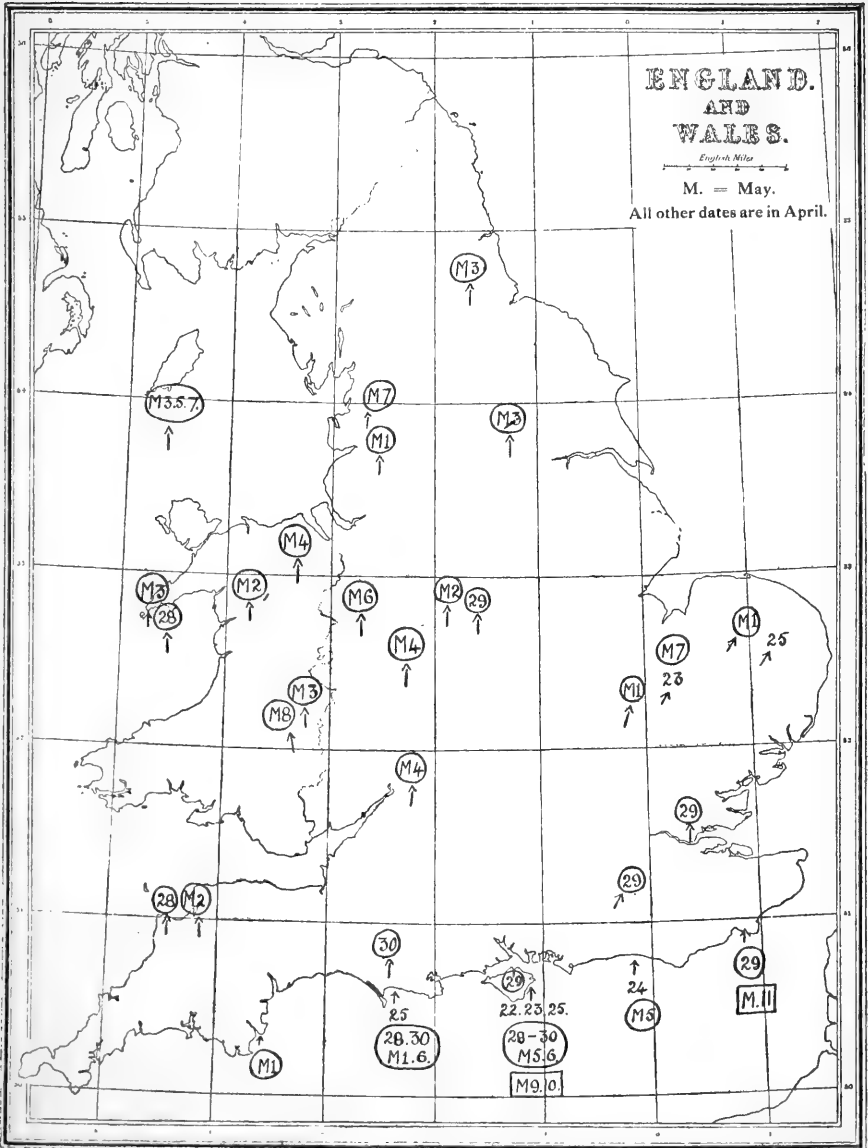 ENGLAND.
AND
WALES.
English Miles
M. = May.
All other dates are in April.
M3
M3.5.7.
M7
M1
M3
M4
M3
28
M2
M6
M2
29
M4
M1
25
M7
23
M1
M3
M8
M4
29
29
28
M2
30
29
29
25
22.23.25.
24
M5
M.11
28.30
M1.6.
28-30
M5.6.
M1